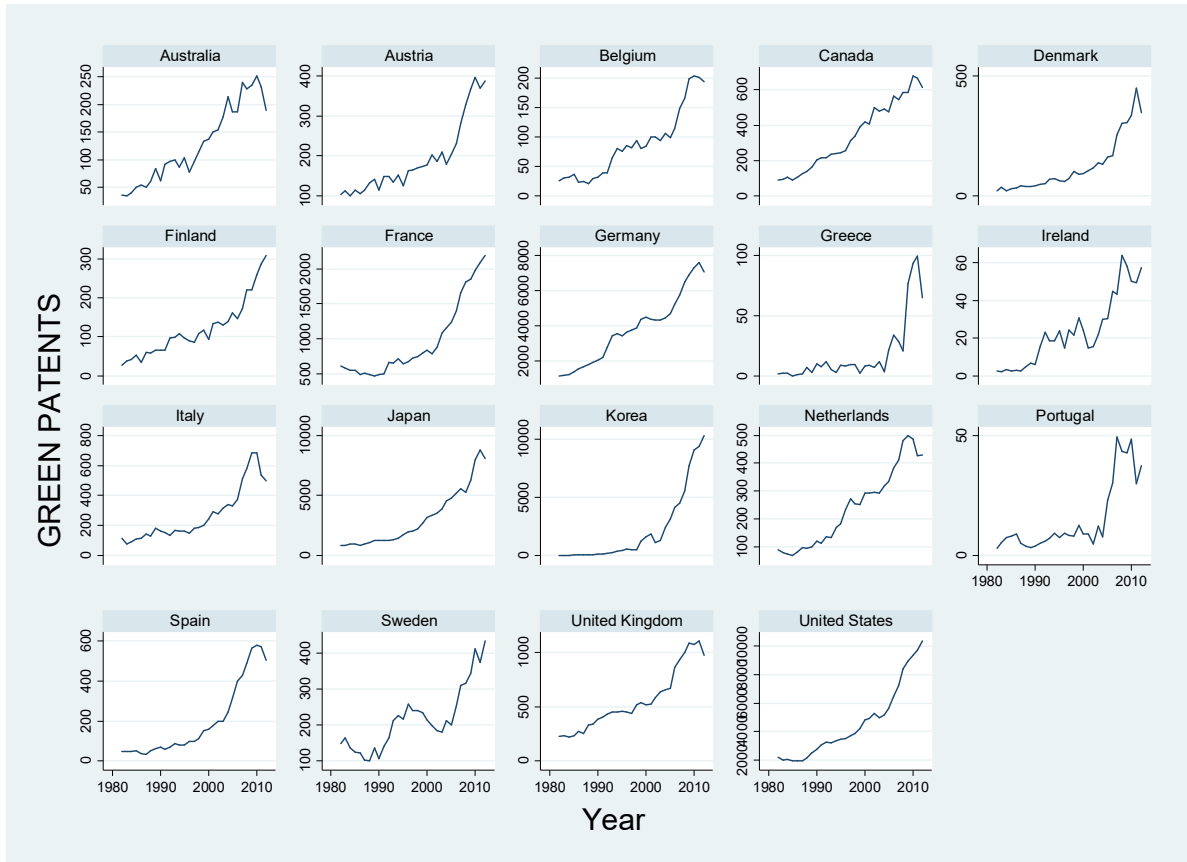 GREEN PATENTS
Australia Austria Belgium Canada Denmark
50 100 150 200 250
100 200 300 400
0 50 100 150 200
0 200 400 600
0 500
Finland France Germany Greece Ireland
0 100 200 300
500 1000 1500 2000
2000 4000 6000 8000
0 50 100
0 20 40 60
Italy Japan Korea Netherlands Portugal
0 200 400 600 800
0 5000 10000
0 5000 10000
100 200 300 400 500
0 50
1980 1990 2000 2010
Spain Sweden United Kingdom United States
0 200 400 600
100 200 300 400
0 500 1000
2000 4000 6000 8000 10000
1980 1990 2000 2010
1980 1990 2000 2010
1980 1990 2000 2010
1980 1990 2000 2010
Year